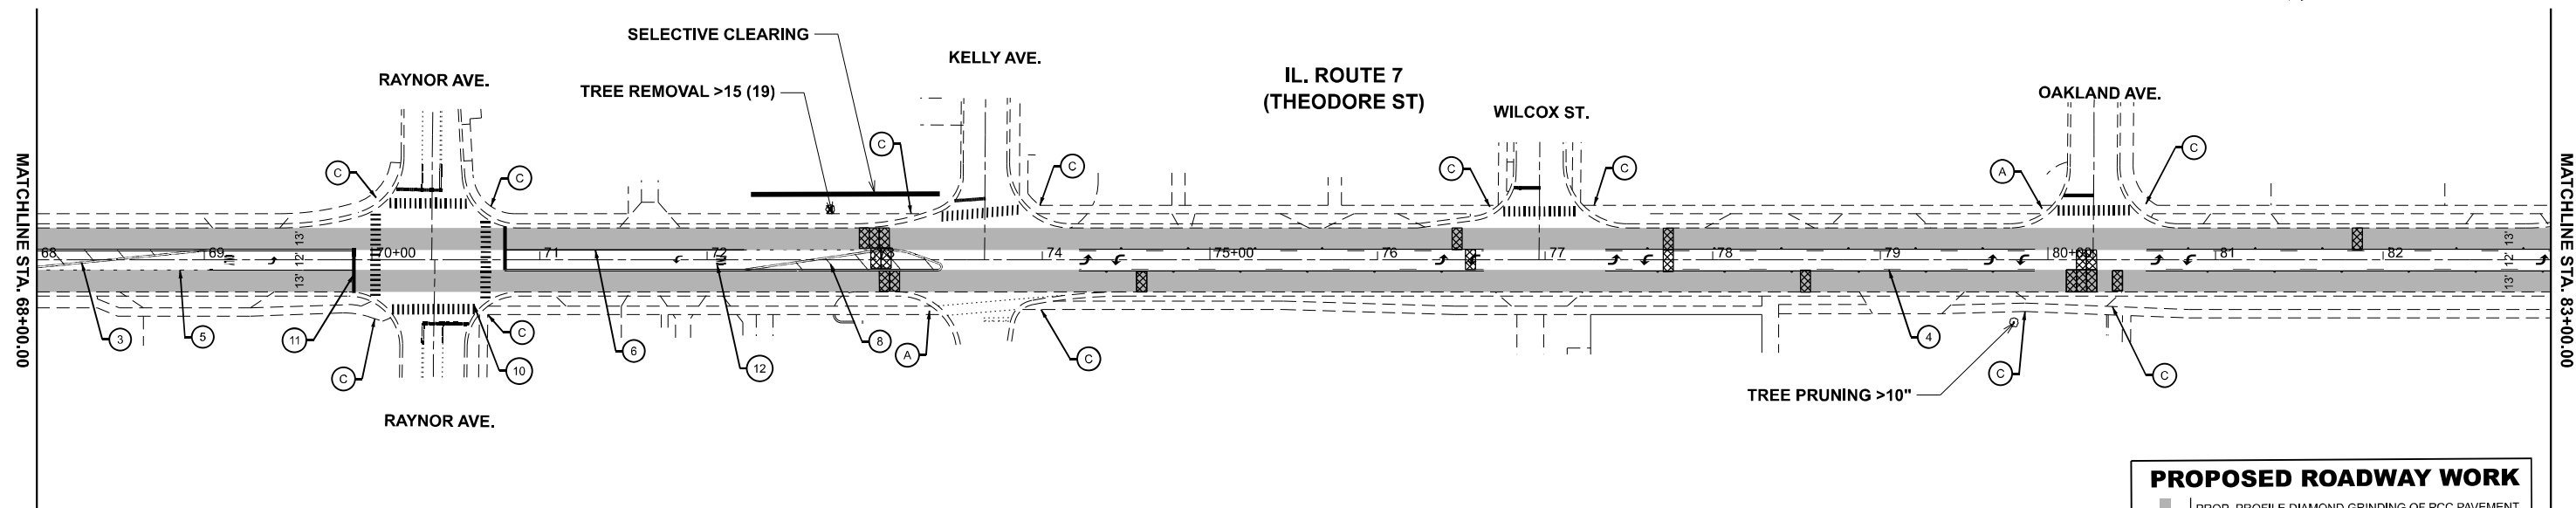 SELECTIVE CLEARING
KELLY AVE.
RAYNOR AVE.
TREE REMOVAL >15 (19)
IL. ROUTE 7
(THEODORE ST)
WILCOX ST.
OAKLAND AVE.
MATCHLINE STA. 68+00.00
MATCHLINE STA. 83+00.00
C
C
C
C
C
C
A
C
68
69
70+00
71
72
73
74
75+00
76
77
78
79
80+00
81
82
13'
12'
13'
13'
12'
13'
3
5
11
C
C
10
6
12
8
A
C
4
C
C
TREE PRUNING >10"
RAYNOR AVE.
PROPOSED ROADWAY WORK
PROP. PROFILE DIAMOND GRINDING OF PCC PAVEMENT